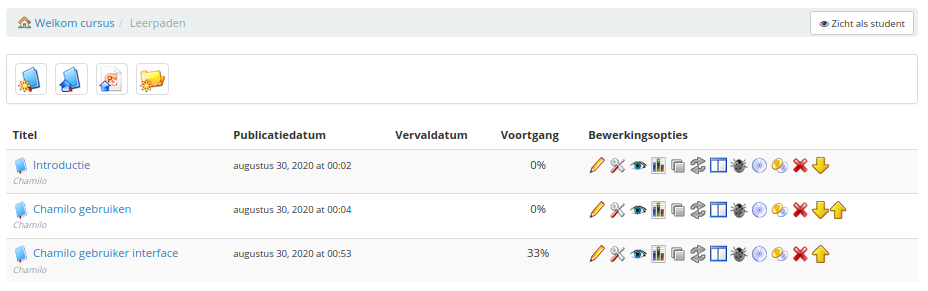 Welkom cursus / Leerpaden
Zicht als student
Titel Publicatiedatum Vervaldatum Voortgang Bewerkingsopties
Introductie augustus 30, 2020 at 00:02 0%
Chamilo
Chamilo gebruiken augustus 30, 2020 at 00:04 0%
Chamilo
Chamilo gebruiker interface augustus 30, 2020 at 00:53 33%
Chamilo